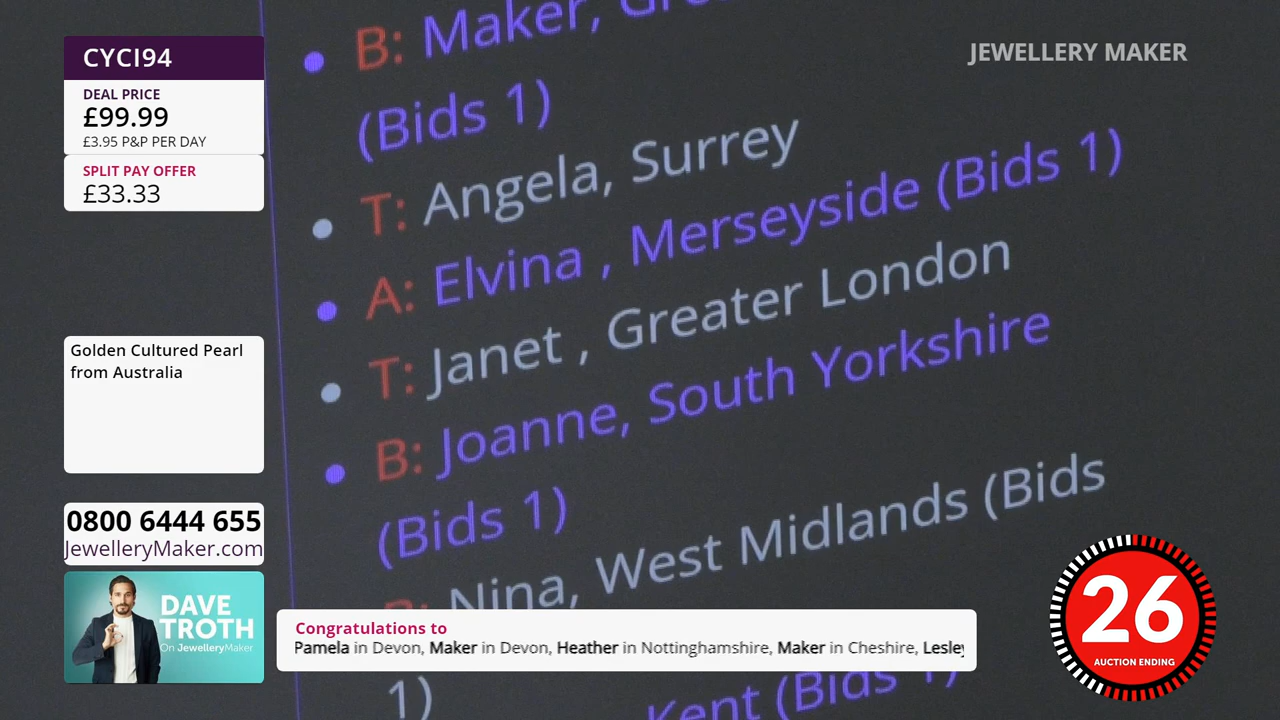 CYCI94
DEAL PRICE
£99.99
£3.95 P&P PER DAY
SPLIT PAY OFFER
£33.33
Golden Cultured Pearl
from Australia
0800 6444 655
JewelleryMaker.com
DAVE
TROTH
On JewelleryMaker
JEWELLERY MAKER
B: Maker,
(Bids 1)
T: Angela, Surrey
A: Elvina , Merseyside (Bids 1)
T: Janet , Greater London
B: Joanne, South Yorkshire
(Bids 1)
Nina, West Midlands (Bids
1)
Kent (Bids 1)
Congratulations to
Pamela in Devon, Maker in Devon, Heather in Nottinghamshire, Maker in Cheshire, Lesley
26
AUCTION ENDING